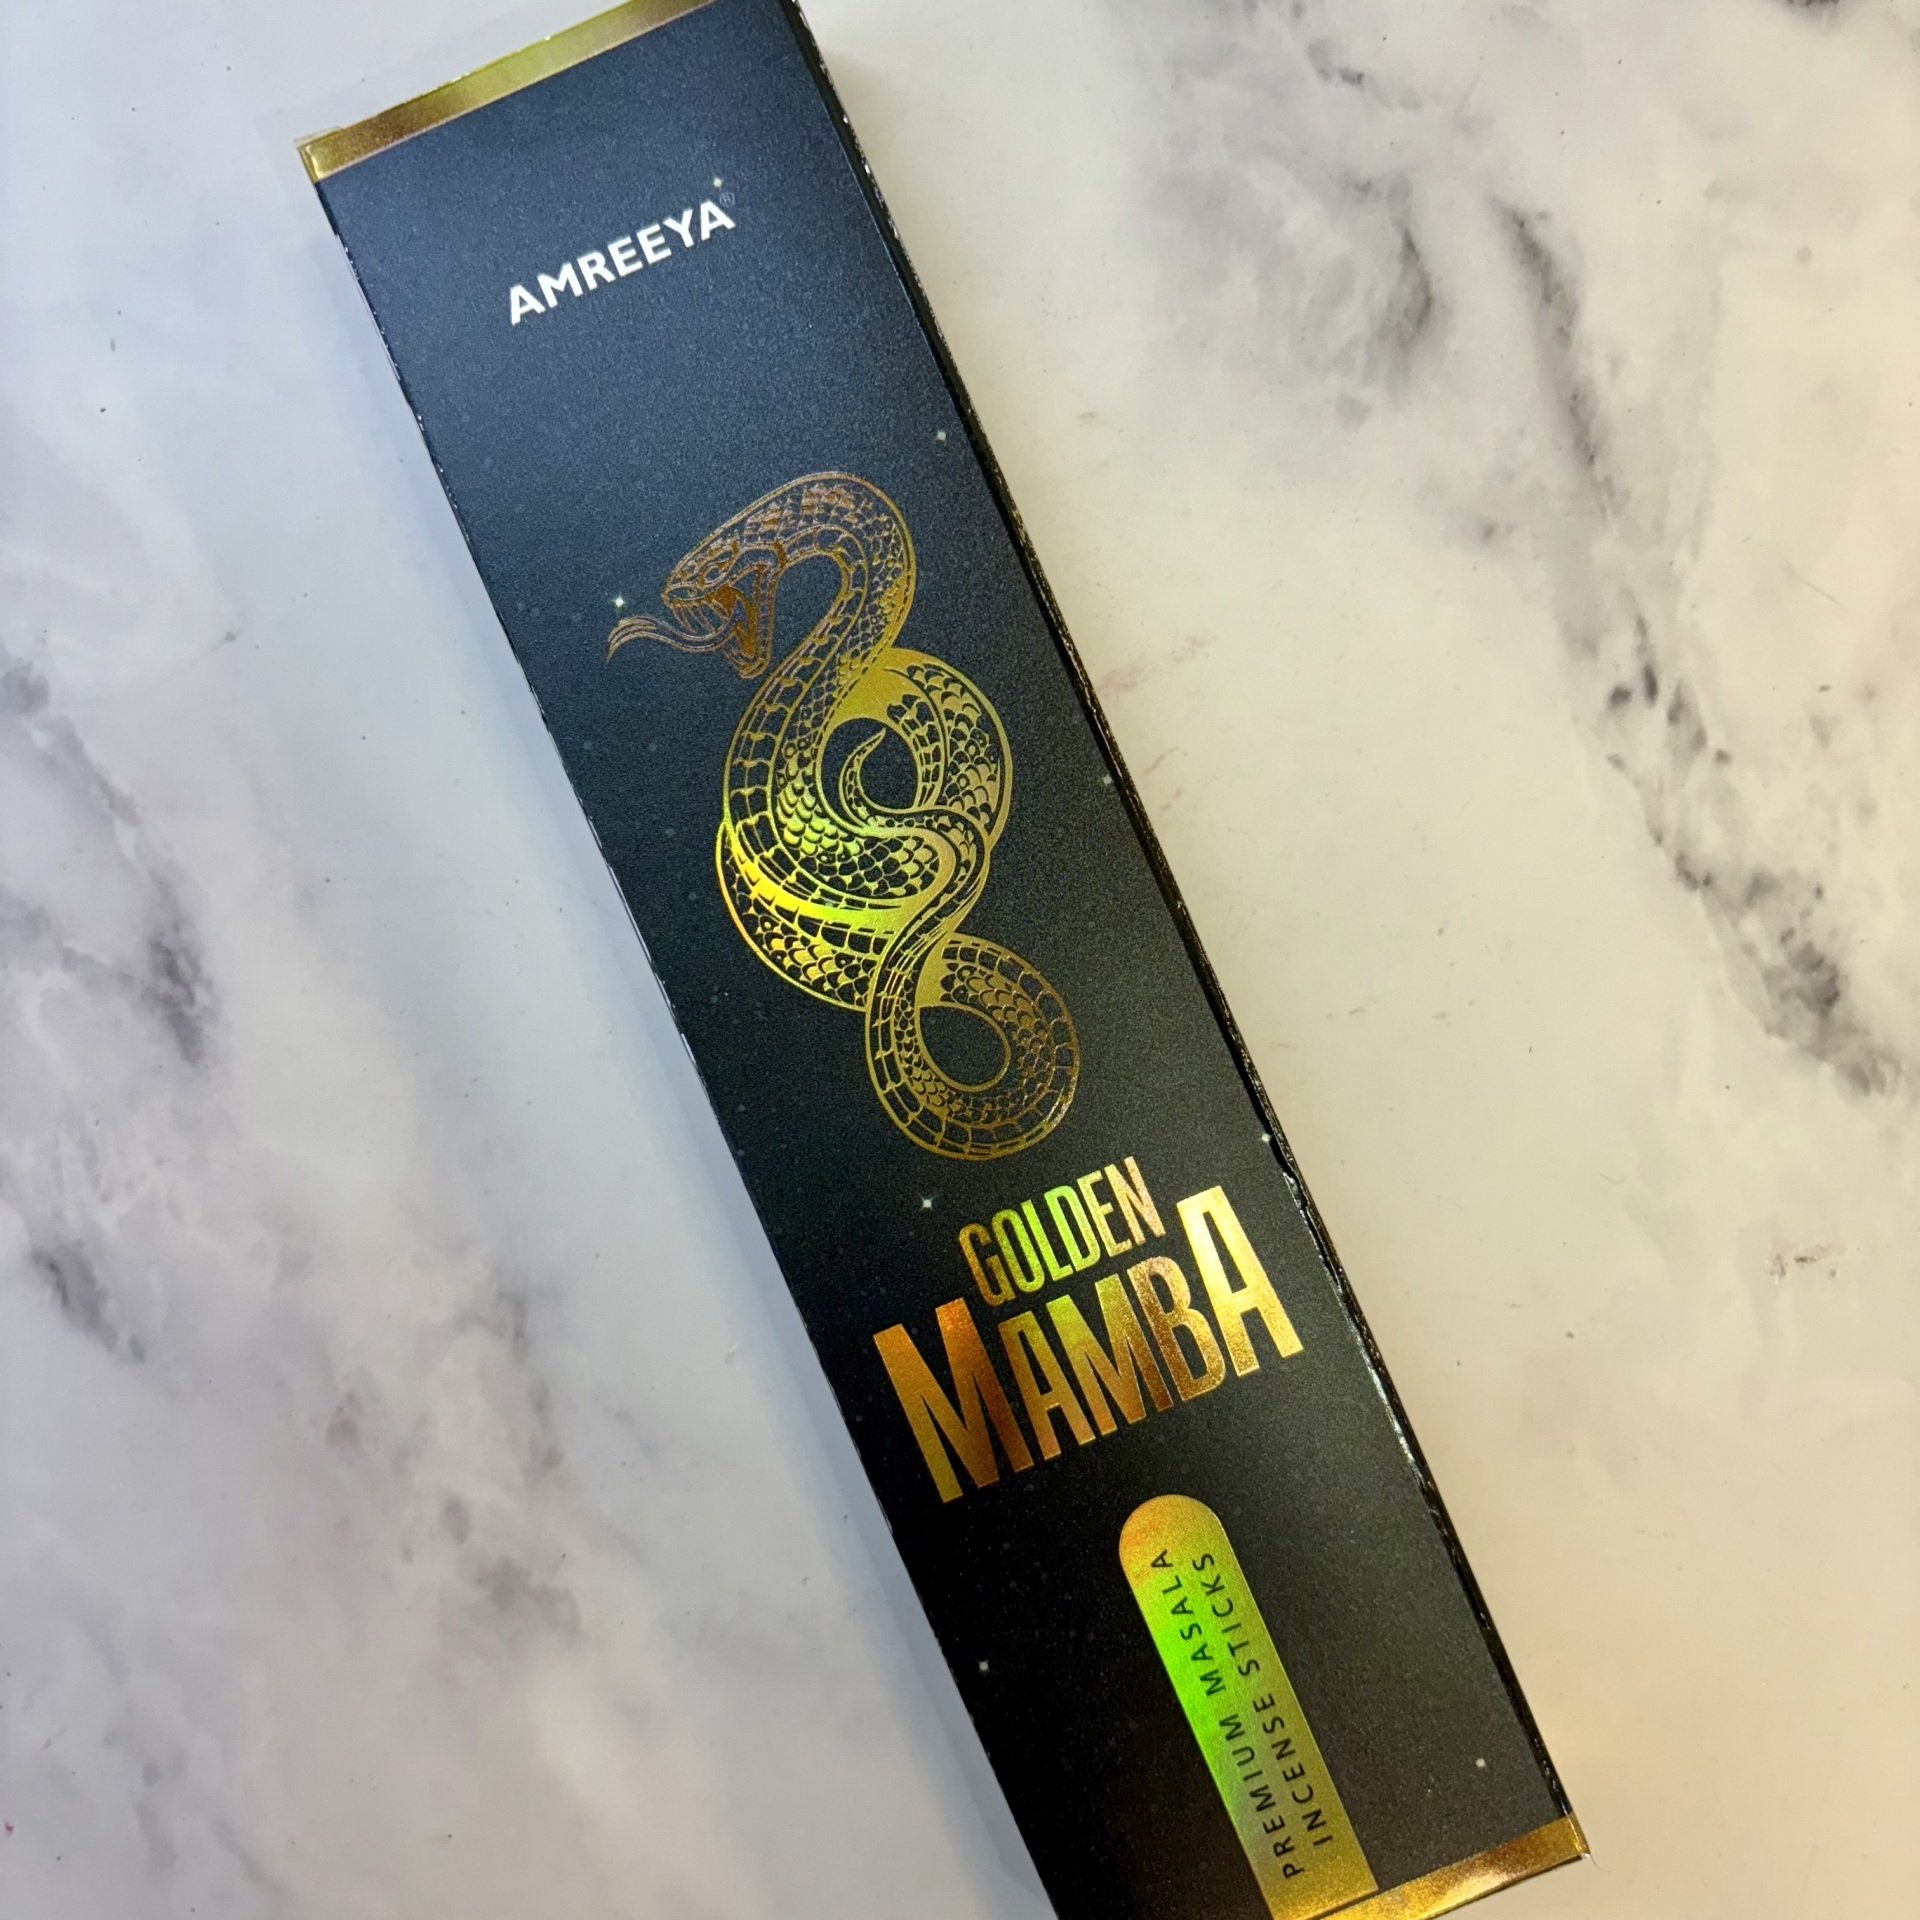 AMREEYA®
GOLDEN
MAMBA
PREMIUM MASALA
INCENSE STICKS